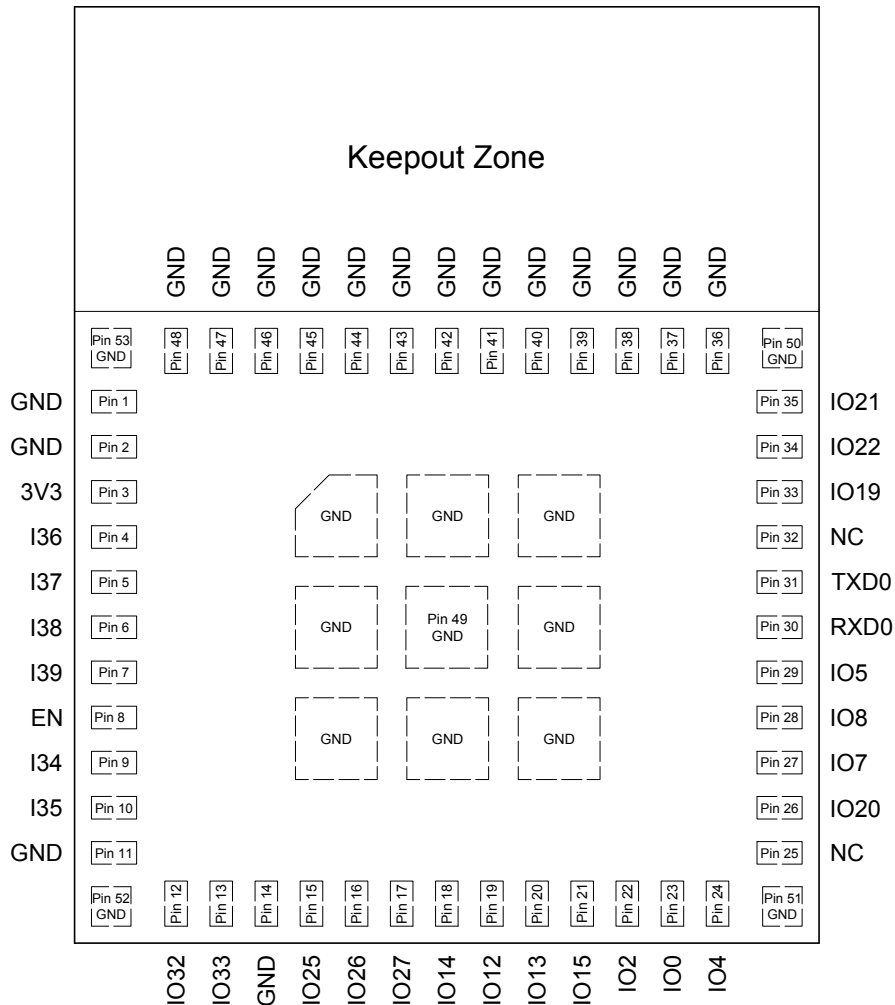 Keepout Zone
GND GND GND GND GND GND GND GND GND GND GND GND GND
Pin 53 GND
Pin 48 Pin 47 Pin 46 Pin 45 Pin 44 Pin 43 Pin 42 Pin 41 Pin 40 Pin 39 Pin 38 Pin 37 Pin 36
Pin 50 GND
GND Pin 1 Pin 35 IO21
GND Pin 2 Pin 34 IO22
3V3 Pin 3 Pin 33 IO19
GND GND GND
I36 Pin 4 Pin 32 NC
I37 Pin 5 Pin 31 TXD0
I38 Pin 6 GND Pin 49 GND GND Pin 30 RXD0
I39 Pin 7 Pin 29 IO5
EN Pin 8 Pin 28 IO8
GND GND GND
I34 Pin 9 Pin 27 IO7
I35 Pin 10 Pin 26 IO20
GND Pin 11 Pin 25 NC
Pin 52 GND
Pin 12 Pin 13 Pin 14 Pin 15 Pin 16 Pin 17 Pin 18 Pin 19 Pin 20 Pin 21 Pin 22 Pin 23 Pin 24
Pin 51 GND
IO32 IO33 GND IO25 IO26 IO27 IO14 IO12 IO13 IO15 IO2 IO0 IO4